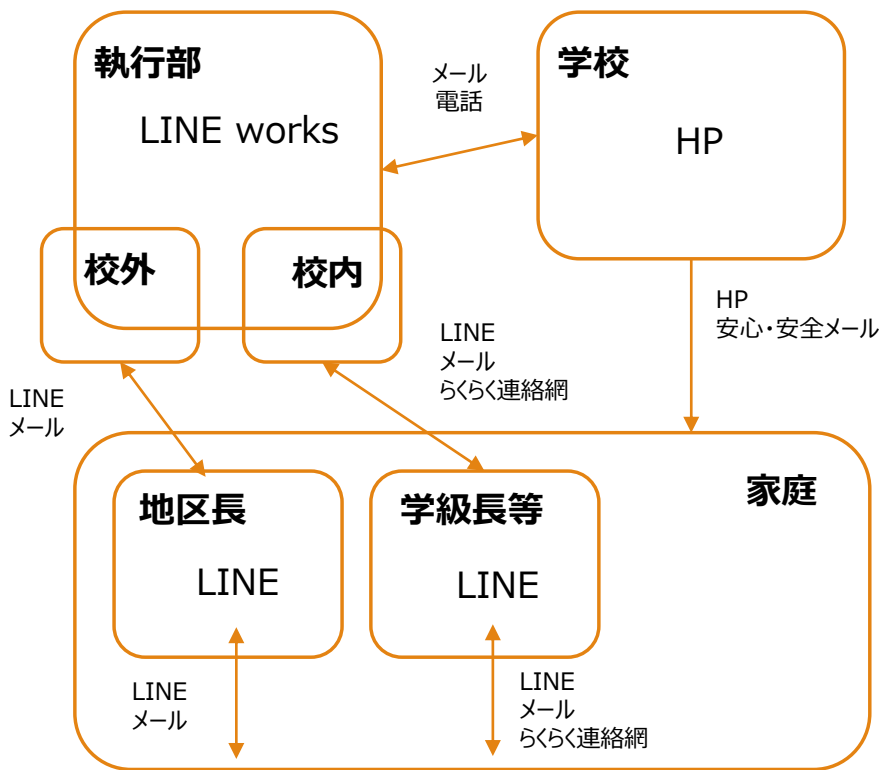 執行部
LINE works
学校
HP
メール
電話
校外
校内
HP
安心・安全メール
LINE
メール
らくらく連絡網
LINE
メール
家庭
地区長
LINE
学級長等
LINE
LINE
メール
LINE
メール
らくらく連絡網